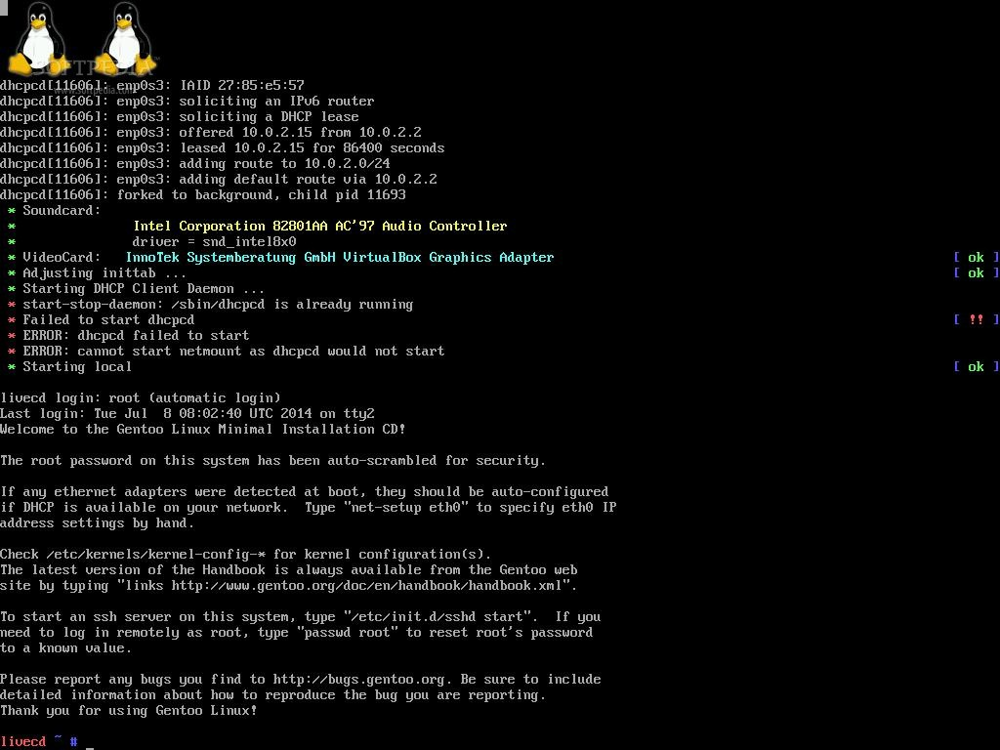 SOFTPEDIA
www.softpedia.com
dhcpcd[11606]: enp0s3: IAID 27:85:e5:57
dhcpcd[11606]: enp0s3: soliciting an IPv6 router
dhcpcd[11606]: enp0s3: soliciting a DHCP lease
dhcpcd[11606]: enp0s3: offered 10.0.2.15 from 10.0.2.2
dhcpcd[11606]: enp0s3: leased 10.0.2.15 for 86400 seconds
dhcpcd[11606]: enp0s3: adding route to 10.0.2.0/24
dhcpcd[11606]: enp0s3: adding default route via 10.0.2.2
dhcpcd[11606]: forked to background, child pid 11693
* Soundcard:
* Intel Corporation 82801AA AC'97 Audio Controller
* driver = snd_intel8x0
* VideoCard: InnoTek Systemberatung GmbH VirtualBox Graphics Adapter [ ok ]
* Adjusting inittab ... [ ok ]
* Starting DHCP Client Daemon ...
* start-stop-daemon: /sbin/dhcpcd is already running
* Failed to start dhcpcd [ !! ]
* ERROR: dhcpcd failed to start
* ERROR: cannot start netmount as dhcpcd would not start
* Starting local [ ok ]
livecd login: root (automatic login)
Last login: Tue Jul  8 08:02:40 UTC 2014 on tty2
Welcome to the Gentoo Linux Minimal Installation CD!
The root password on this system has been auto-scrambled for security.
If any ethernet adapters were detected at boot, they should be auto-configured
if DHCP is available on your network.  Type "net-setup eth0" to specify eth0 IP
address settings by hand.
Check /etc/kernels/kernel-config-* for kernel configuration(s).
The latest version of the Handbook is always available from the Gentoo web
site by typing "links http://www.gentoo.org/doc/en/handbook/handbook.xml".
To start an ssh server on this system, type "/etc/init.d/sshd start".  If you
need to log in remotely as root, type "passwd root" to reset root's password
to a known value.
Please report any bugs you find to http://bugs.gentoo.org. Be sure to include
detailed information about how to reproduce the bug you are reporting.
Thank you for using Gentoo Linux!
livecd ~ # _